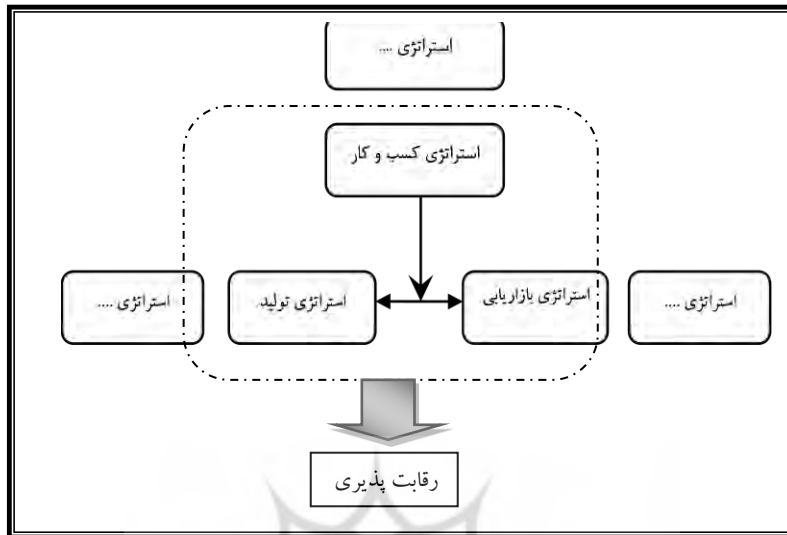 استراتژی ....
استراتژی کسب و کار
استراتژی ....
استراتژی بازاریابی
استراتژی تولید
استراتژی ....
رقابت پذیری